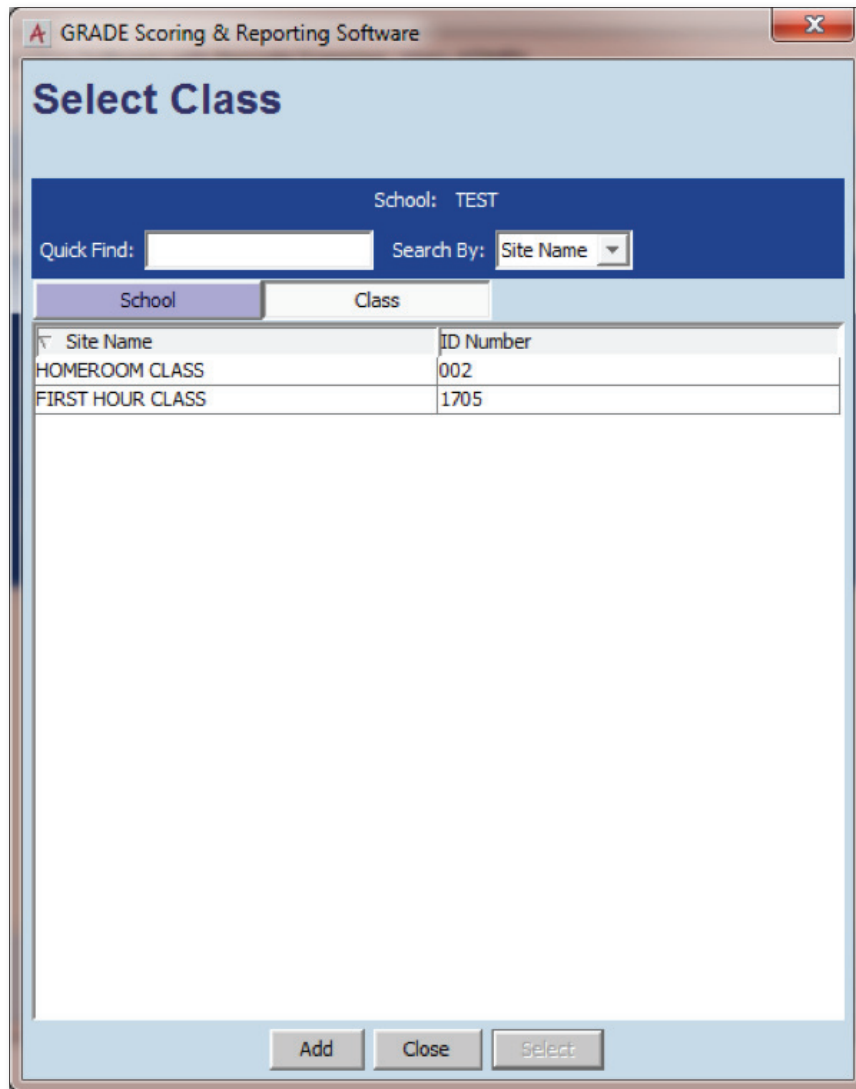 GRADE Scoring & Reporting Software
Select Class
School: TEST
Quick Find: Search By: Site Name
School Class
Site Name ID Number
HOMEROOM CLASS 002
FIRST HOUR CLASS 1705
Add Close Select